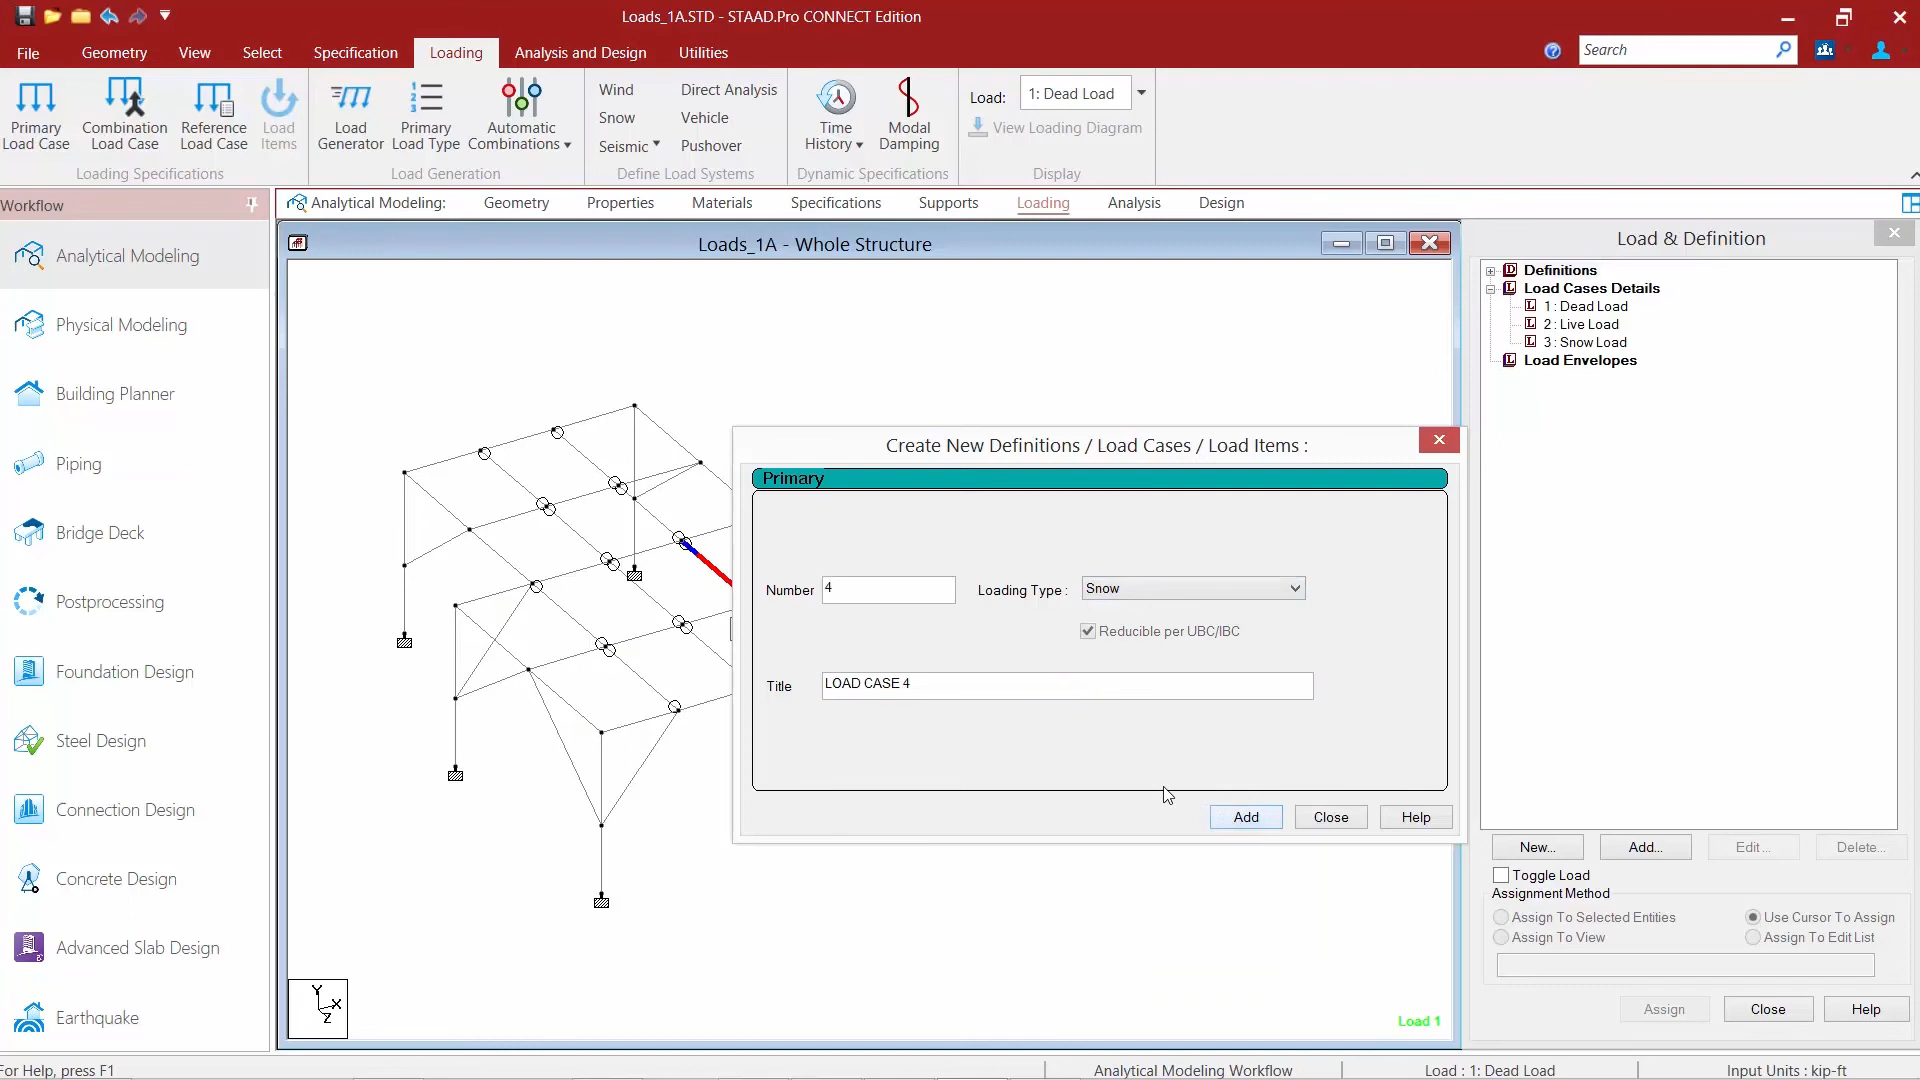 Loads_1A.STD - STAAD.Pro CONNECT Edition
File Geometry View Select Specification Loading Analysis and Design Utilities Search
Primary Load Case
Combination Load Case
Reference Load Case
Load Items
Loading Specifications
Load Generator
Primary Load Type
Automatic Combinations
Load Generation
Wind
Snow
Seismic
Direct Analysis
Vehicle
Pushover
Define Load Systems
Time History
Modal Damping
Dynamic Specifications
Load: 1: Dead Load
View Loading Diagram
Display
Workflow
Analytical Modeling: Geometry Properties Materials Specifications Supports Loading Analysis Design
Analytical Modeling
Physical Modeling
Building Planner
Piping
Bridge Deck
Postprocessing
Foundation Design
Steel Design
Connection Design
Concrete Design
Advanced Slab Design
Earthquake
Loads_1A - Whole Structure
Y
X
Z
Load 1
Create New Definitions / Load Cases / Load Items :
Primary
Number 4 Loading Type : Snow
Reducible per UBC/IBC
Title LOAD CASE 4
Add Close Help
Load & Definition
D Definitions
L Load Cases Details
L 1 : Dead Load
L 2 : Live Load
L 3 : Snow Load
L Load Envelopes
New... Add... Edit... Delete...
Toggle Load
Assignment Method
Assign To Selected Entities Use Cursor To Assign
Assign To View Assign To Edit List
Assign Close Help
For Help, press F1 Analytical Modeling Workflow Load : 1: Dead Load Input Units : kip-ft